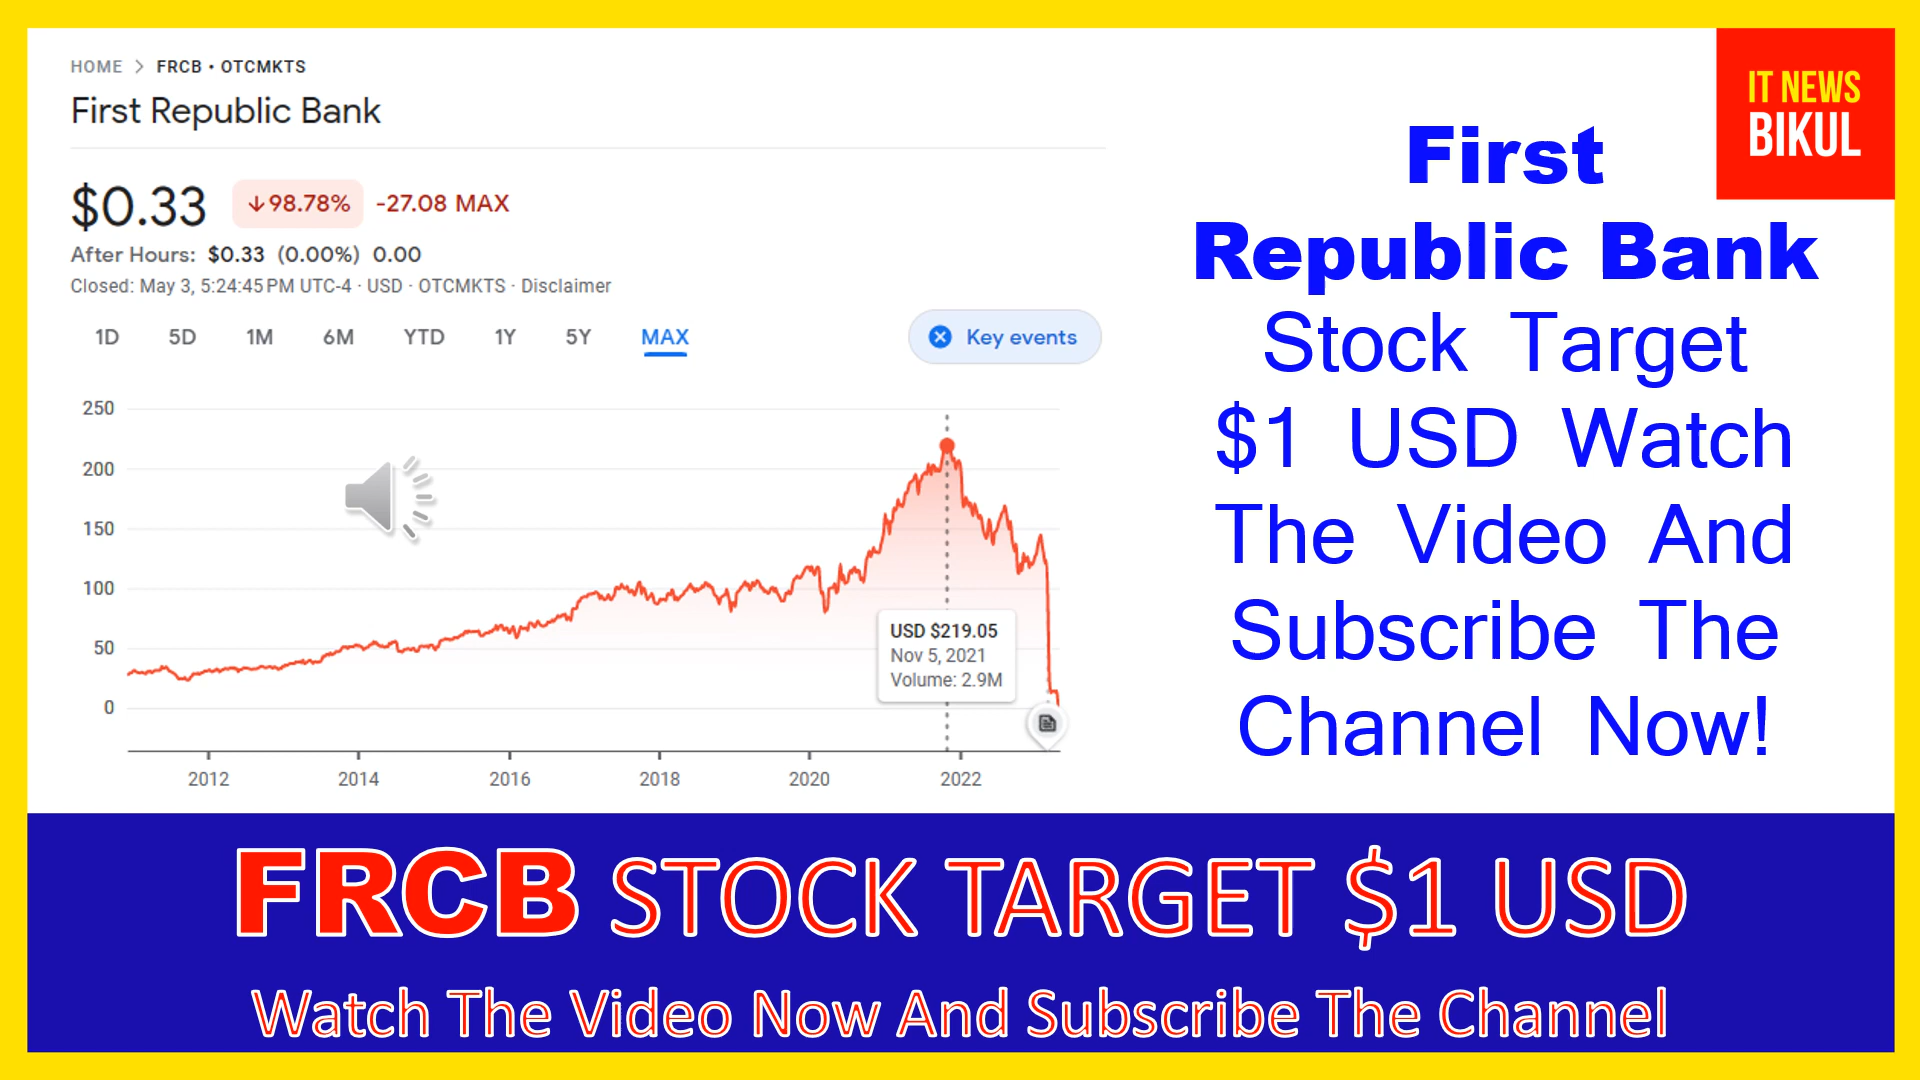 HOME > FRCB • OTCMKTS
First Republic Bank
$0.33 ↓98.78% -27.08 MAX
After Hours: $0.33 (0.00%) 0.00
Closed: May 3, 5:24:45 PM UTC-4 · USD · OTCMKTS · Disclaimer
1D 5D 1M 6M YTD 1Y 5Y MAX
Key events
250
200
150
100
50
0
USD $219.05
Nov 5, 2021
Volume: 2.9M
2012 2014 2016 2018 2020 2022
IT NEWS
BIKUL
First
Republic Bank
Stock Target
$1 USD Watch
The Video And
Subscribe The
Channel Now!
FRCB STOCK TARGET $1 USD
Watch The Video Now And Subscribe The Channel